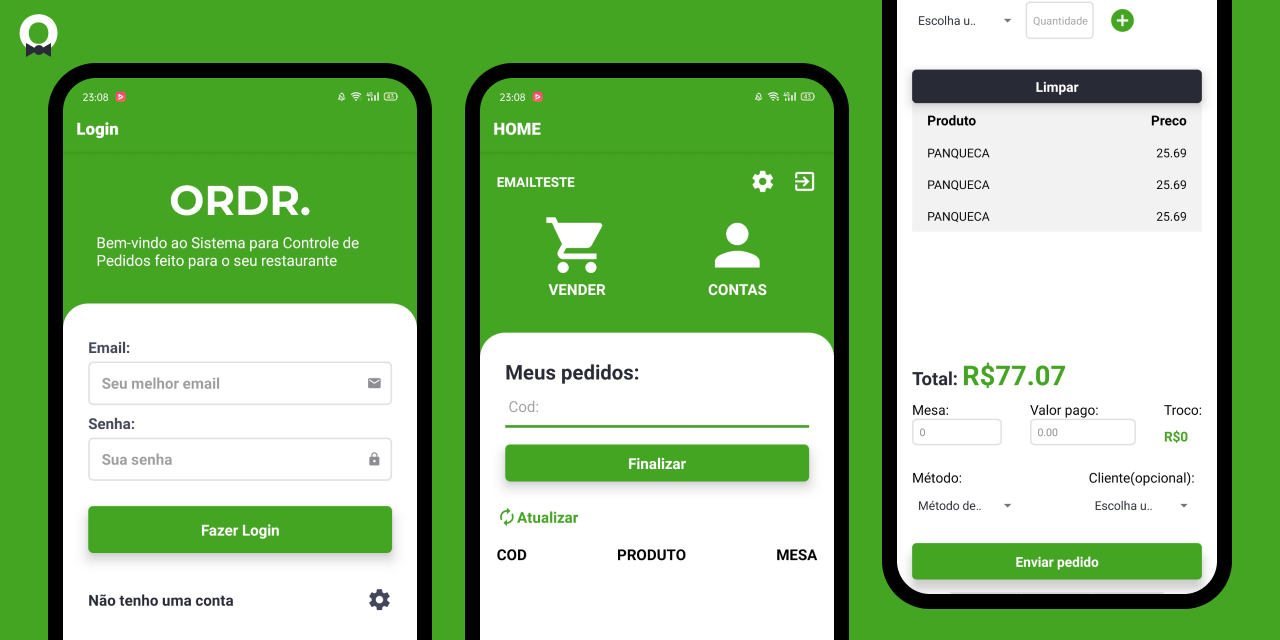 23:08
Login
ORDR.
Bem-vindo ao Sistema para Controle de
Pedidos feito para o seu restaurante
Email:
Seu melhor email
Senha:
Sua senha
Fazer Login
Não tenho uma conta
23:08
HOME
EMAILTESTE
VENDER CONTAS
Meus pedidos:
Cod:
Finalizar
Atualizar
COD PRODUTO MESA
Escolha u.. Quantidade
Limpar
Produto Preco
PANQUECA 25.69
PANQUECA 25.69
PANQUECA 25.69
Total: R$77.07
Mesa: Valor pago: Troco:
0 0.00 R$0
Método: Cliente(opcional):
Método de.. Escolha u..
Enviar pedido